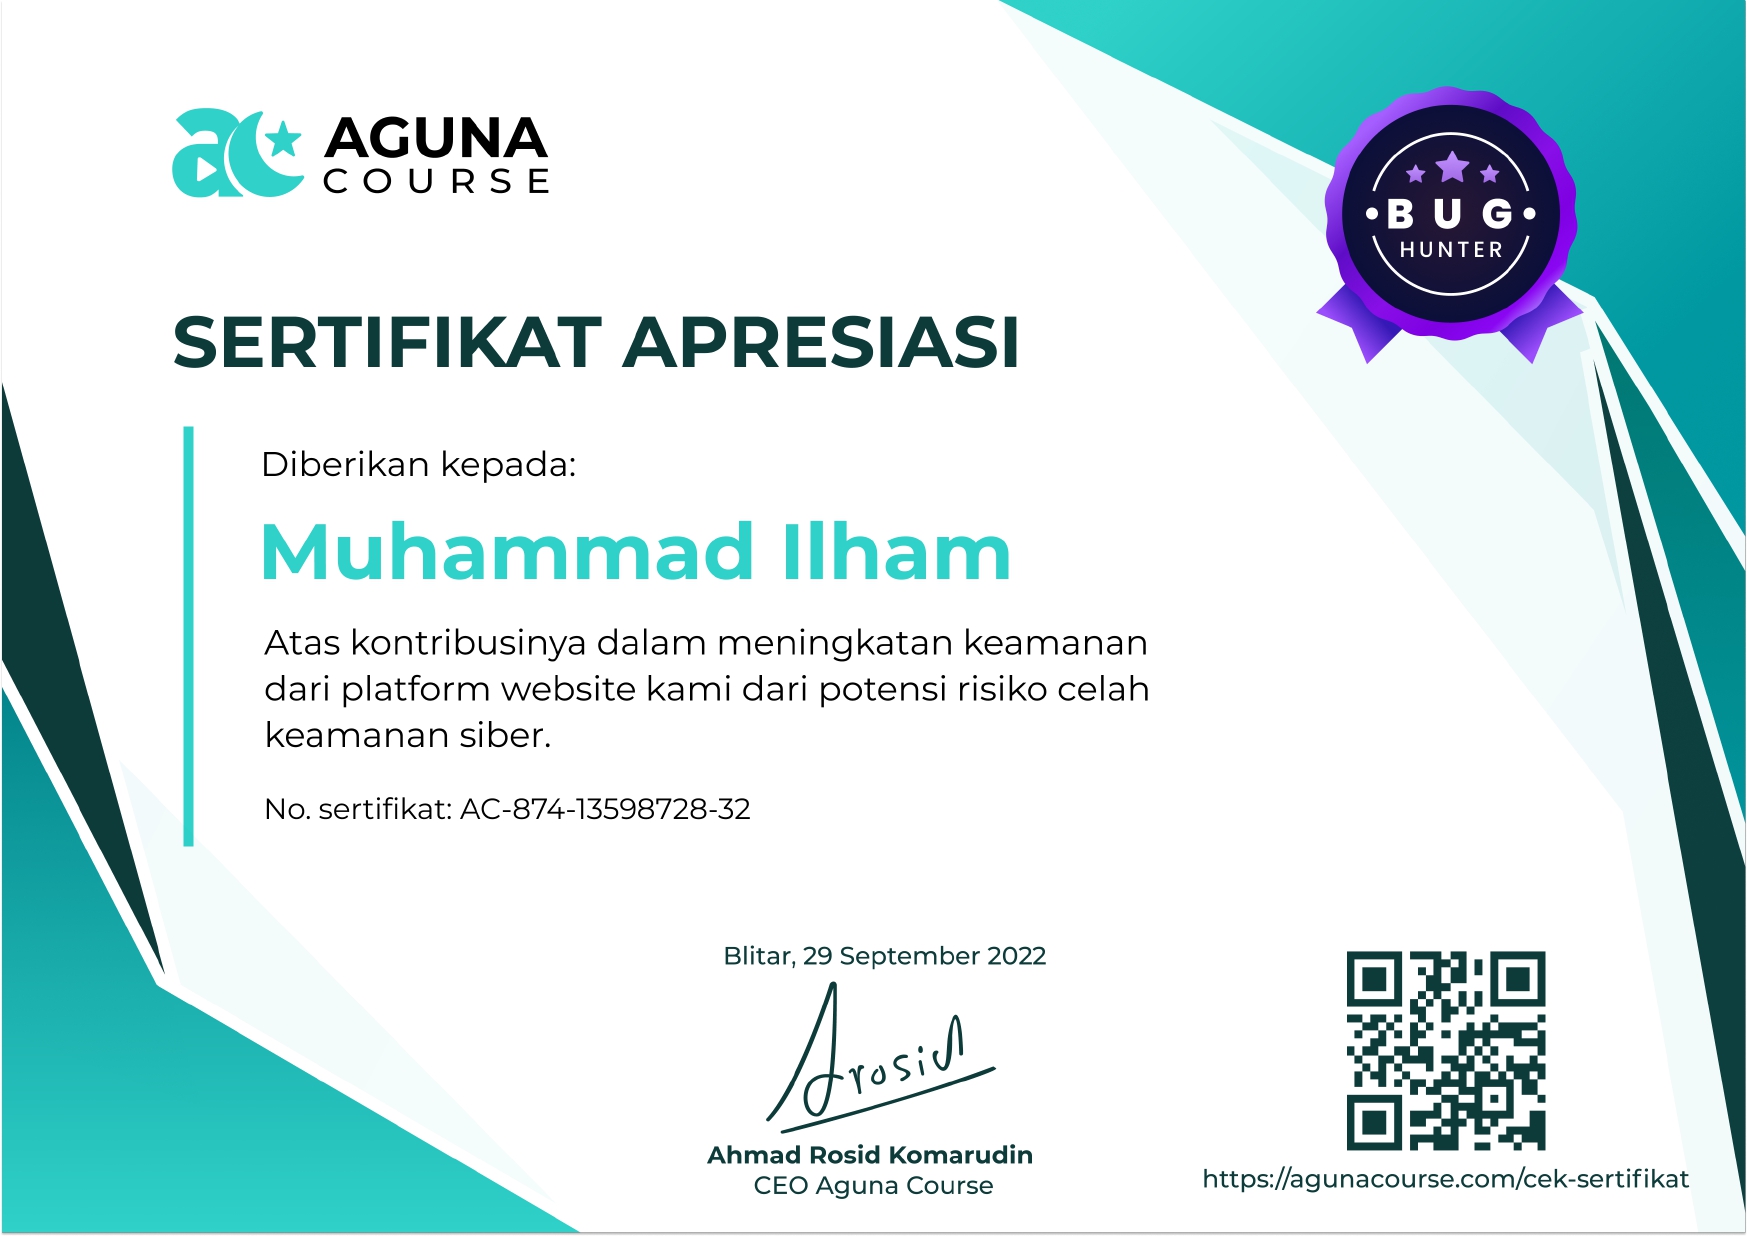 AGUNA
COURSE
BUG
HUNTER
SERTIFIKAT APRESIASI
Diberikan kepada:
Muhammad Ilham
Atas kontribusinya dalam meningkatan keamanan
dari platform website kami dari potensi risiko celah
keamanan siber.
No. sertifikat: AC-874-13598728-32
Blitar, 29 September 2022
Arosid
Ahmad Rosid Komarudin
CEO Aguna Course
https://agunacourse.com/cek-sertifikat